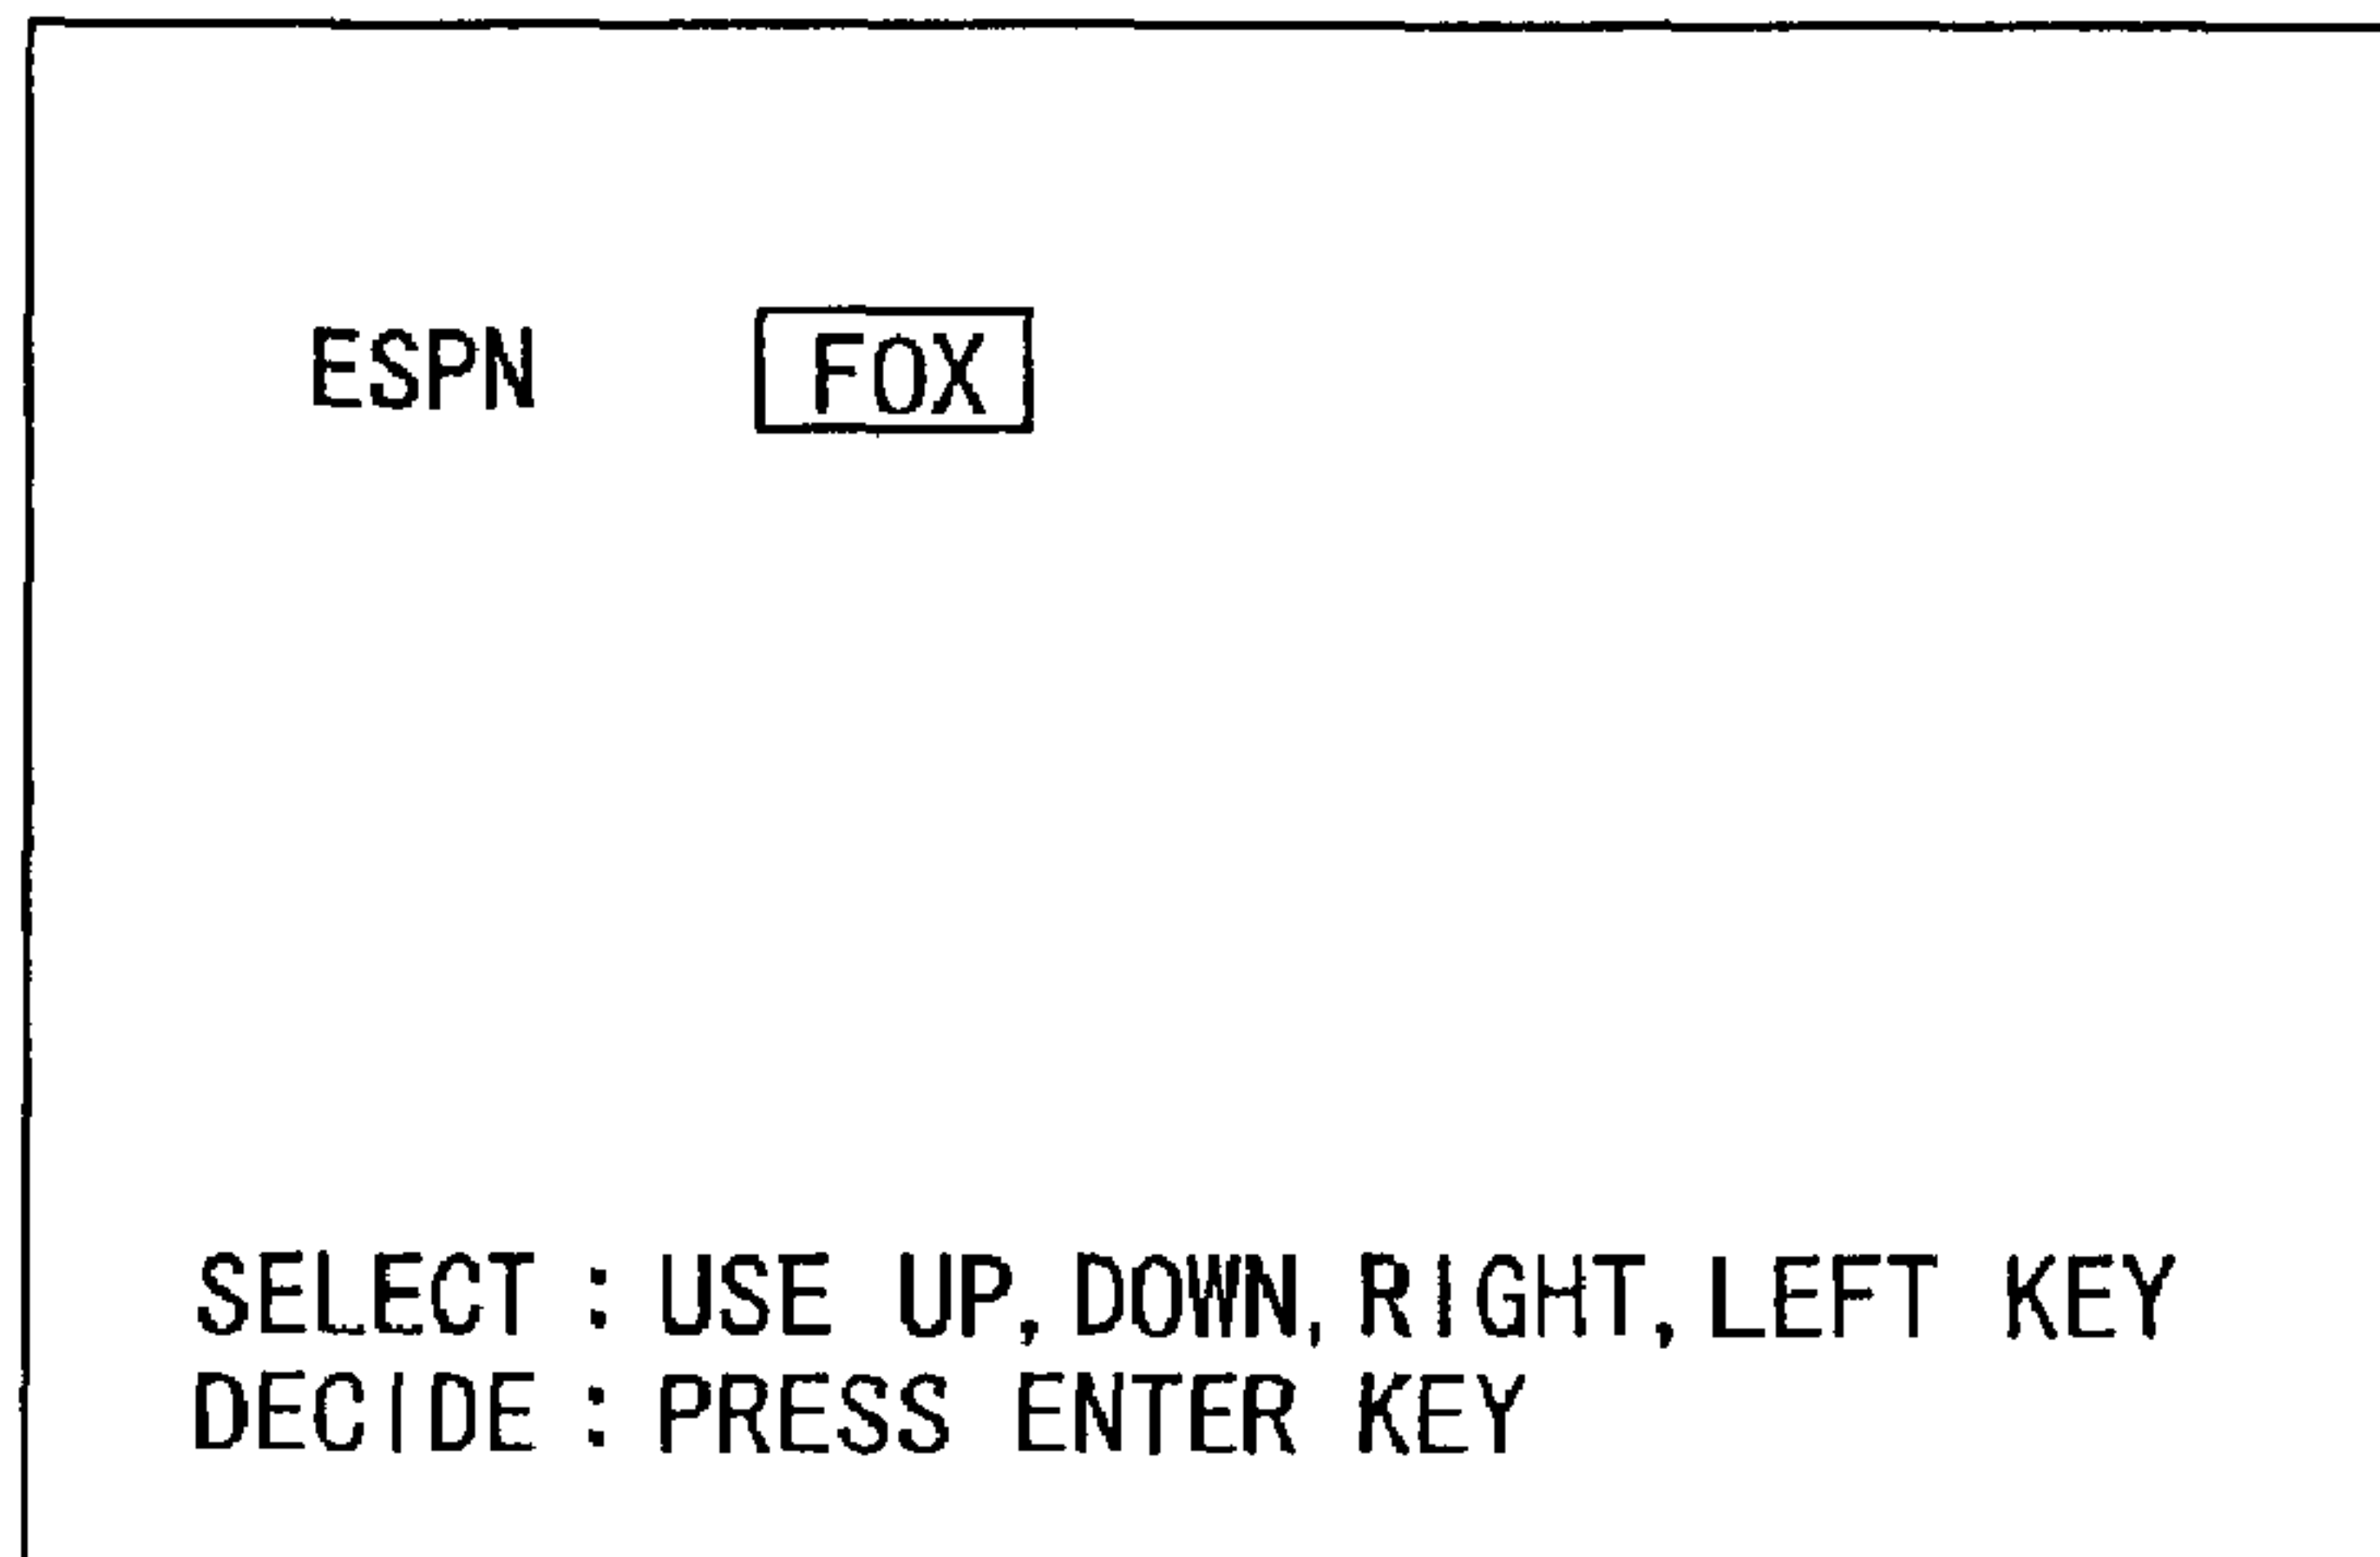 ESPN FOX
SELECT : USE UP, DOWN, RIGHT, LEFT KEY
DECIDE : PRESS ENTER KEY